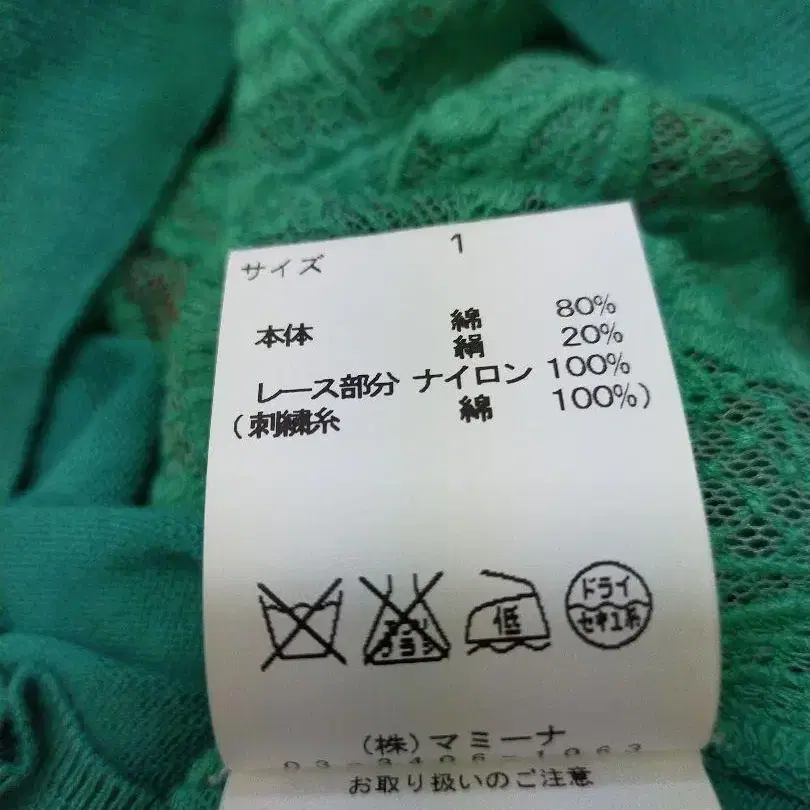 サイズ 1
本体 綿 80%
絹 20%
レース部分 ナイロン 100%
(刺繍糸 綿 100%)
低
ドライ
セキユ系
(株)マミーナ
お取り扱いのご注意